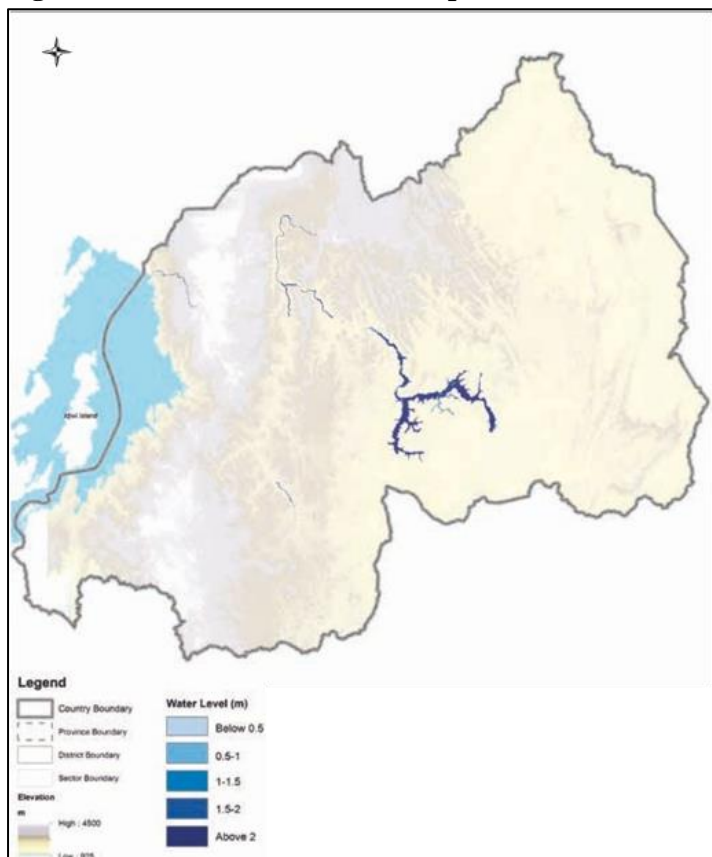 Idjwi Island
Legend
Country Boundary
Province Boundary
District Boundary
Sector Boundary
Elevation
m
High : 4500
Water Level (m)
Below 0.5
0.5-1
1-1.5
1.5-2
Above 2